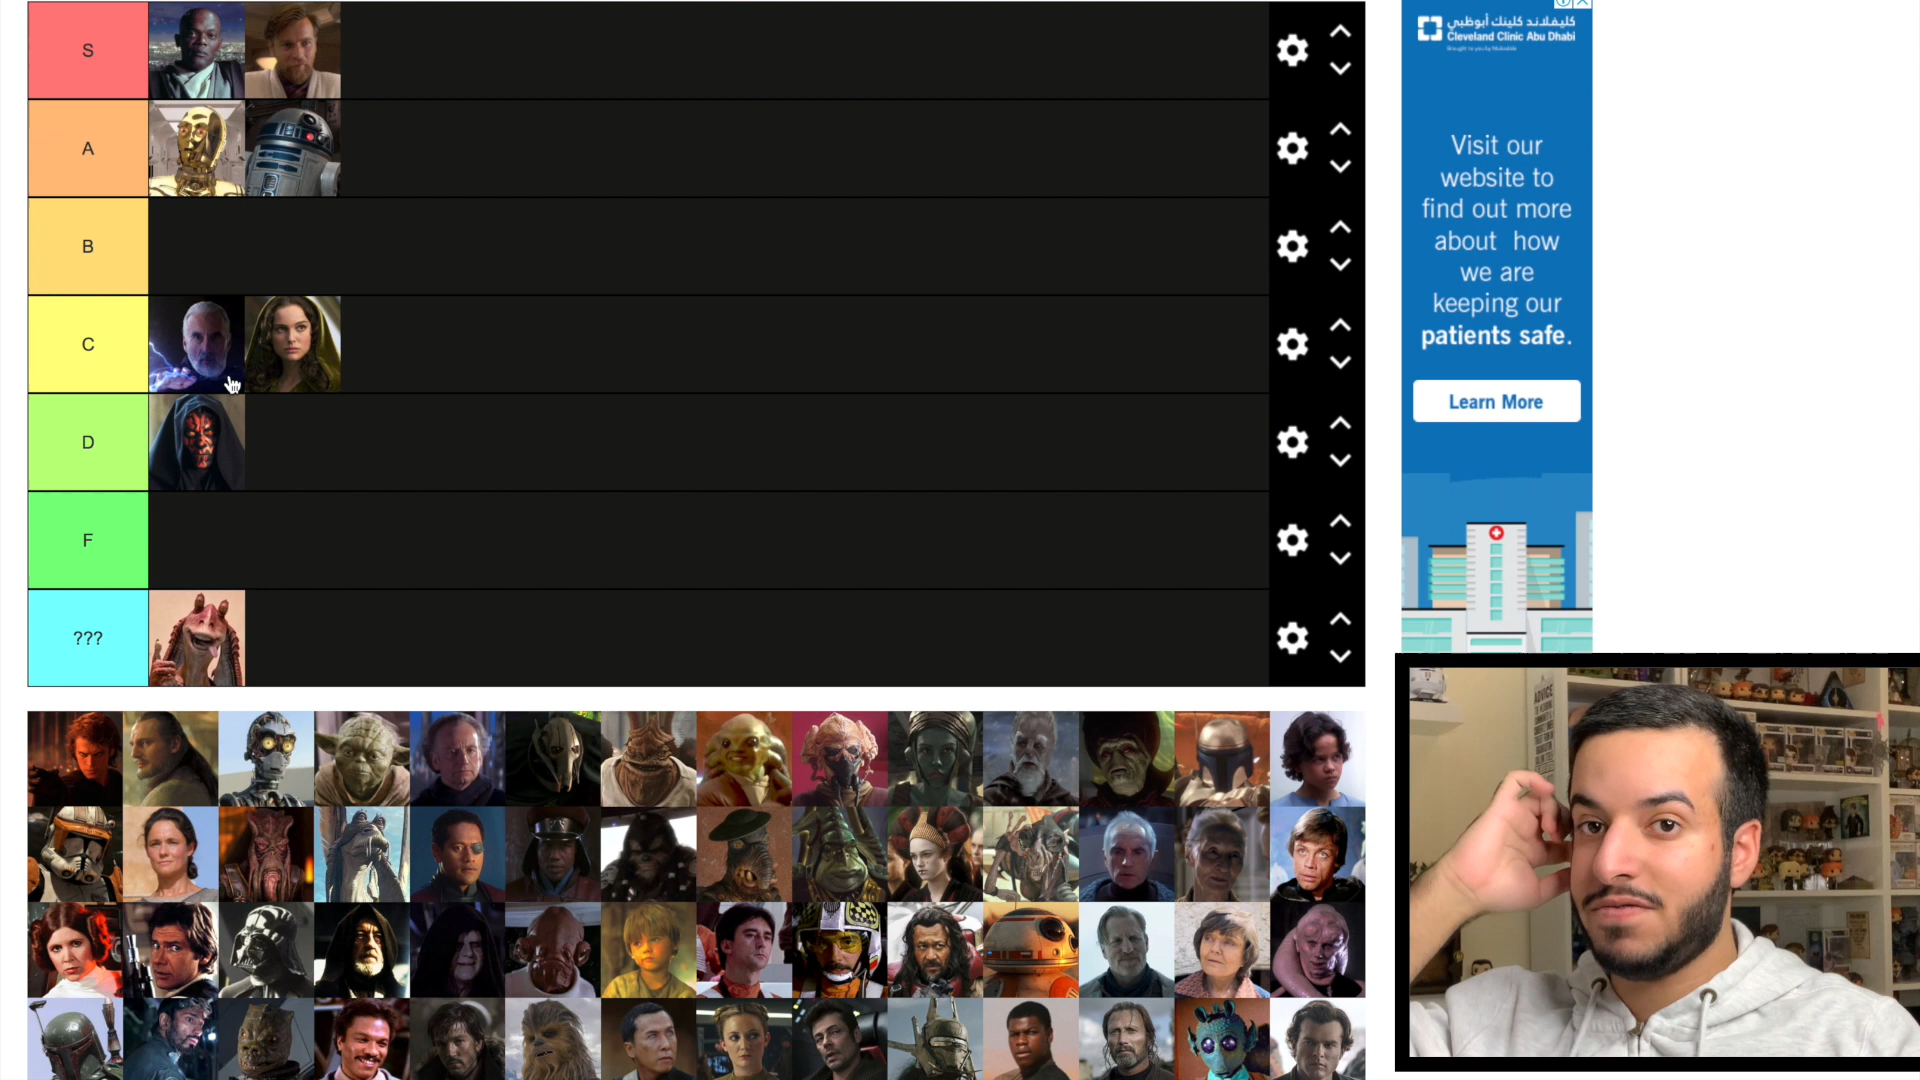 S
A
B
C
D
F
???
كليفلاند كلينك أبوظبي
Cleveland Clinic Abu Dhabi
Visit our
website to
find out more
about how
we are
keeping our
patients safe.
Learn More
ADVICE